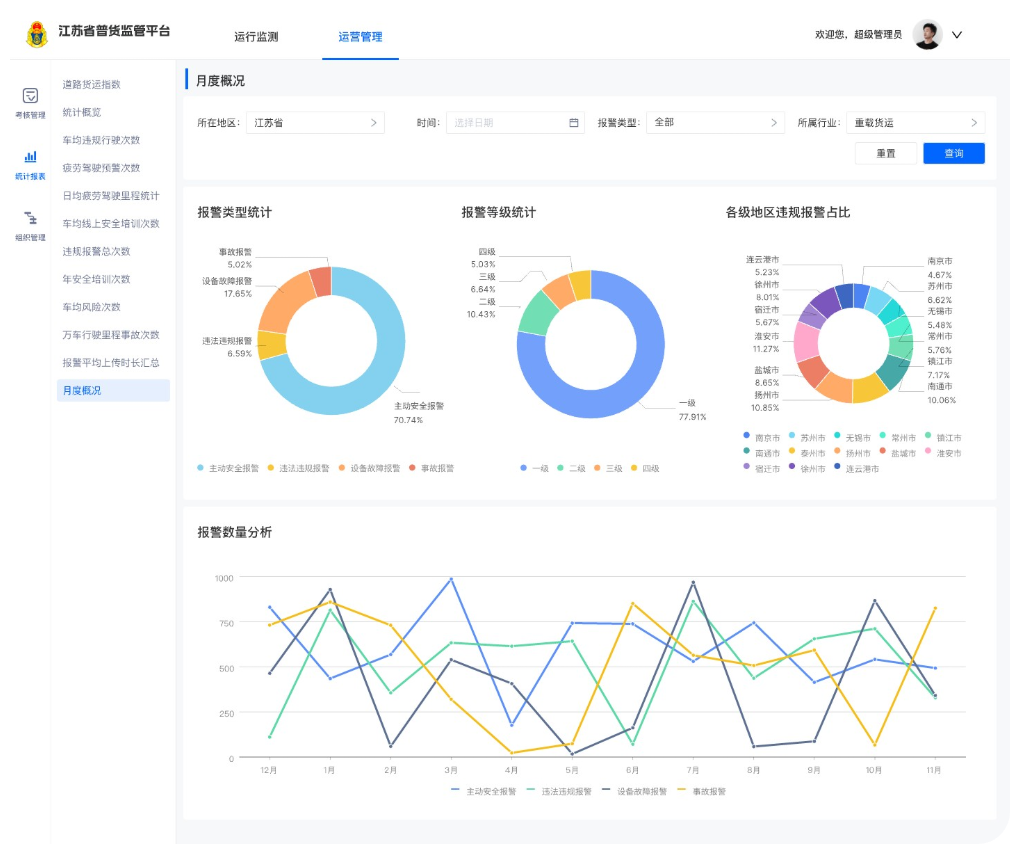 江苏省普货监管平台
运行监测
运营管理
欢迎您，超级管理员
考核管理
统计报表
组织管理
道路货运指数
统计概览
车均违规行驶次数
疲劳驾驶预警次数
日均疲劳驾驶里程统计
车均线上安全培训次数
违规报警总次数
年安全培训次数
车均风险次数
万车行驶里程事故次数
报警平均上传时长汇总
月度概况
月度概况
所在地区: 江苏省
时间: 选择日期
报警类型: 全部
所属行业: 重载货运
重置
查询
报警类型统计
事故报警
5.02%
设备故障报警
17.65%
违法违规报警
6.59%
主动安全报警
70.74%
主动安全报警 违法违规报警 设备故障报警 事故报警
报警等级统计
四级
5.03%
三级
6.64%
二级
10.43%
一级
77.91%
一级 二级 三级 四级
各级地区违规报警占比
连云港市
5.23%
徐州市
8.01%
宿迁市
5.67%
淮安市
11.27%
盐城市
8.65%
扬州市
10.85%
南京市
4.67%
苏州市
6.62%
无锡市
5.48%
常州市
5.76%
镇江市
7.17%
南通市
10.06%
南京市 苏州市 无锡市 常州市 镇江市
南通市 泰州市 扬州市 盐城市 淮安市
宿迁市 徐州市 连云港市
报警数量分析
1000
750
500
250
0
12月 1月 2月 3月 4月 5月 6月 7月 8月 9月 10月 11月
主动安全报警 违法违规报警 设备故障报警 事故报警